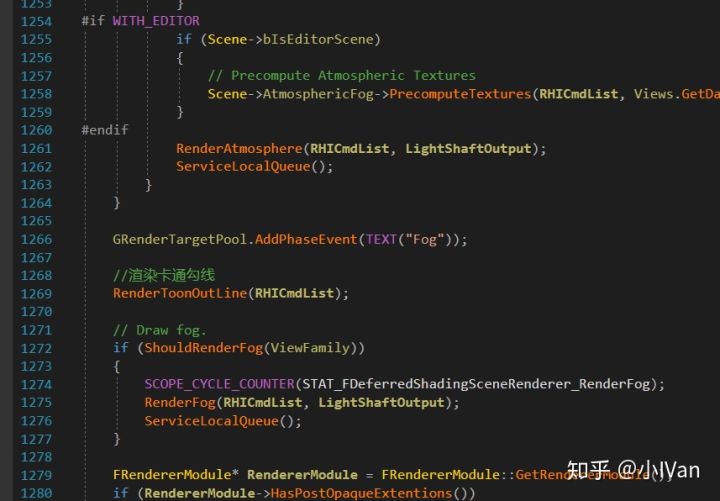 1253 }
1254 #if WITH_EDITOR
1255 if (Scene->bIsEditorScene)
1256 {
1257 // Precompute Atmospheric Textures
1258 Scene->AtmosphericFog->PrecomputeTextures(RHICmdList, Views.GetDa
1259 }
1260 #endif
1261 RenderAtmosphere(RHICmdList, LightShaftOutput);
1262 ServiceLocalQueue();
1263 }
1264 }
1265
1266 GRenderTargetPool.AddPhaseEvent(TEXT("Fog"));
1267
1268 //渲染卡通勾线
1269 RenderToonOutLine(RHICmdList);
1270
1271 // Draw fog.
1272 if (ShouldRenderFog(ViewFamily))
1273 {
1274 SCOPE_CYCLE_COUNTER(STAT_FDeferredShadingSceneRenderer_RenderFog);
1275 RenderFog(RHICmdList, LightShaftOutput);
1276 ServiceLocalQueue();
1277 }
1278
1279 FRendererModule* RendererModule = FRendererModule::GetRendererModule()
1280 if (RendererModule->HasPostOpaqueExtentions())
知乎 @小IVan